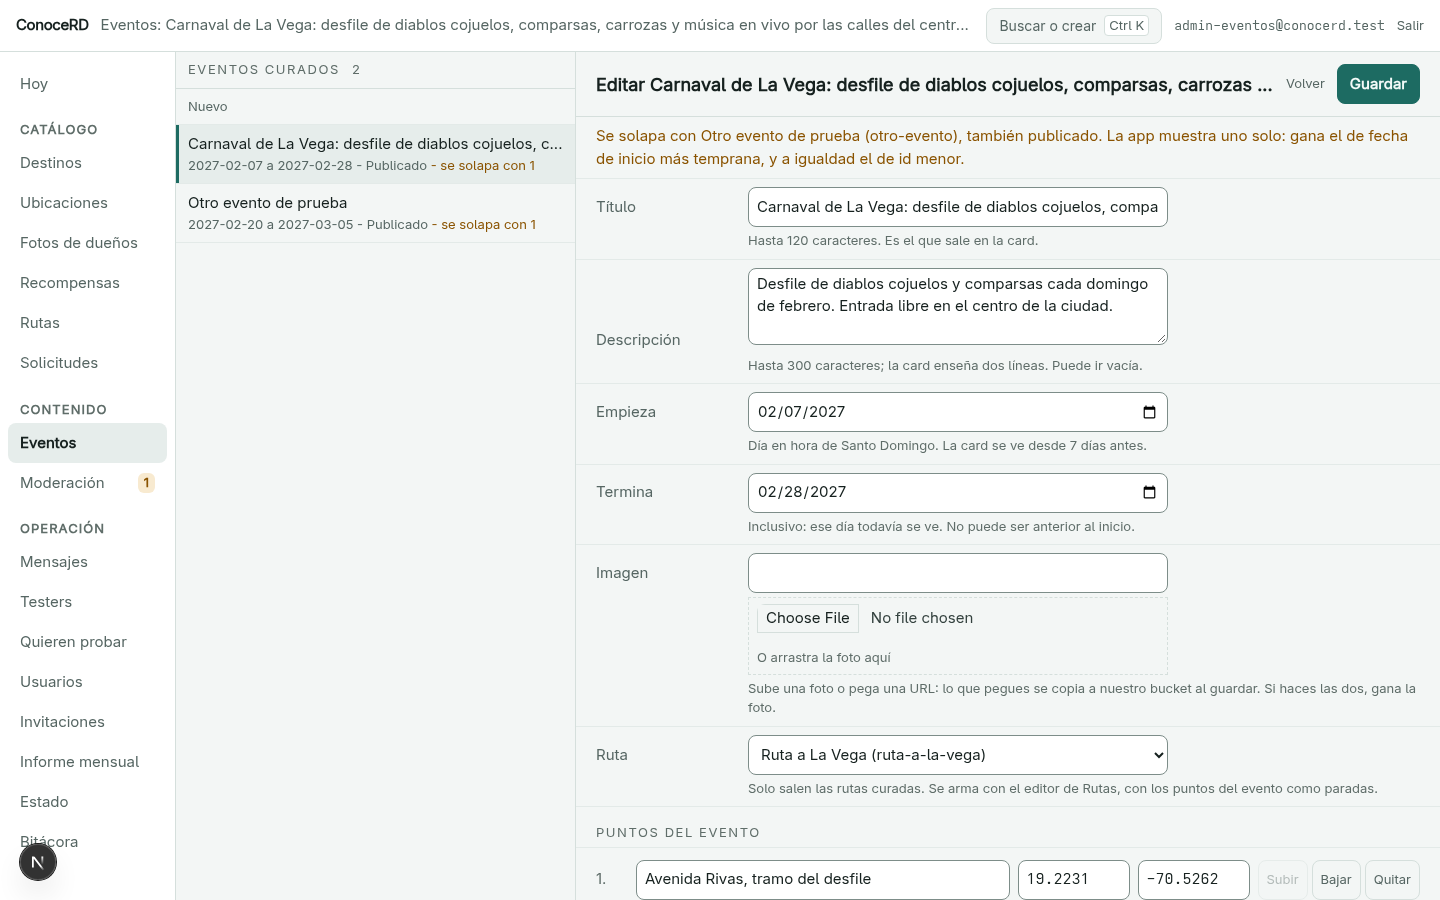 ConoceRD Eventos: Carnaval de La Vega: desfile de diablos cojuelos, comparsas, carrozas y música en vivo por las calles del centr... Buscar o crear Ctrl K admin-eventos@conocerd.test Salir
Hoy
CATÁLOGO
Destinos
Ubicaciones
Fotos de dueños
Recompensas
Rutas
Solicitudes
CONTENIDO
Eventos
Moderación 1
OPERACIÓN
Mensajes
Testers
Quieren probar
Usuarios
Invitaciones
Informe mensual
Estado
Bitácora
N
EVENTOS CURADOS 2
Nuevo
Carnaval de La Vega: desfile de diablos cojuelos, c...
2027-02-07 a 2027-02-28 - Publicado - se solapa con 1
Otro evento de prueba
2027-02-20 a 2027-03-05 - Publicado - se solapa con 1
Editar Carnaval de La Vega: desfile de diablos cojuelos, comparsas, carrozas ... Volver Guardar
Se solapa con Otro evento de prueba (otro-evento), también publicado. La app muestra uno solo: gana el de fecha
de inicio más temprana, y a igualdad el de id menor.
Título Carnaval de La Vega: desfile de diablos cojuelos, compa
Hasta 120 caracteres. Es el que sale en la card.
Desfile de diablos cojuelos y comparsas cada domingo
de febrero. Entrada libre en el centro de la ciudad.
Descripción
Hasta 300 caracteres; la card enseña dos líneas. Puede ir vacía.
Empieza 02/07/2027
Día en hora de Santo Domingo. La card se ve desde 7 días antes.
Termina 02/28/2027
Inclusivo: ese día todavía se ve. No puede ser anterior al inicio.
Imagen
Choose File No file chosen
O arrastra la foto aquí
Sube una foto o pega una URL: lo que pegues se copia a nuestro bucket al guardar. Si haces las dos, gana la
foto.
Ruta Ruta a La Vega (ruta-a-la-vega)
Solo salen las rutas curadas. Se arma con el editor de Rutas, con los puntos del evento como paradas.
PUNTOS DEL EVENTO
1. Avenida Rivas, tramo del desfile 19.2231 -70.5262 Subir Bajar Quitar